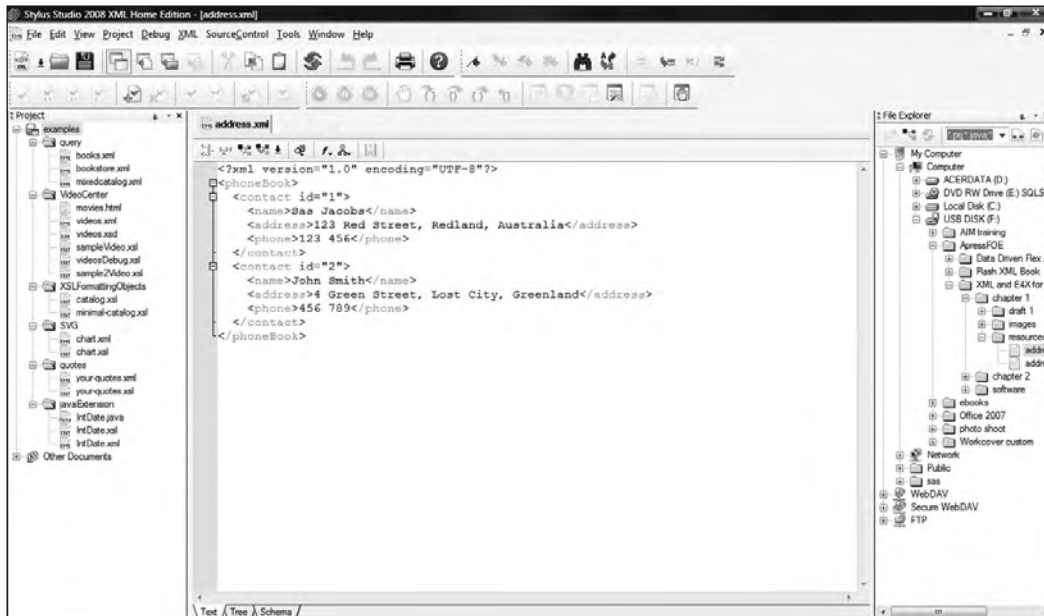 Stylus Studio 2008 XML Home Edition - [address.xml]
File Edit View Project Debug XML SourceControl Tools Window Help
Project
examples
query
books.xml
bookstore.xml
mixedcatalog.xml
VideoCenter
movies.html
videos.xml
videos.xsd
sampleVideo.xsl
videosDebug.xsl
sample2Video.xsl
XSLFormattingObjects
catalog.xsl
minimal-catalog.xsl
SVG
chart.xml
chart.xsl
quotes
your-quotes.xml
your-quotes.xsl
javaExtension
IntDate.java
IntDate.xsl
IntDate.xml
Other Documents
address.xml
<?xml version="1.0" encoding="UTF-8"?>
<phoneBook>
<contact id="1">
<name>Sas Jacobs</name>
<address>123 Red Street, Redland, Australia</address>
<phone>123 456</phone>
</contact>
<contact id="2">
<name>John Smith</name>
<address>4 Green Street, Lost City, Greenland</address>
<phone>456 789</phone>
</contact>
</phoneBook>
Text Tree Schema
File Explorer
My Computer
Computer
ACERDATA (D:)
DVD RW Drive (E:) SQLS
Local Disk (C:)
USB DISK (F:)
AIM training
ApressFOE
Data Driven Flex
Flash XML Book
XML and E4X for
chapter 1
draft 1
images
resources
addre
addre
chapter 2
software
ebooks
Office 2007
photo shoot
Workcover custom
Network
Public
sas
WebDAV
Secure WebDAV
FTP